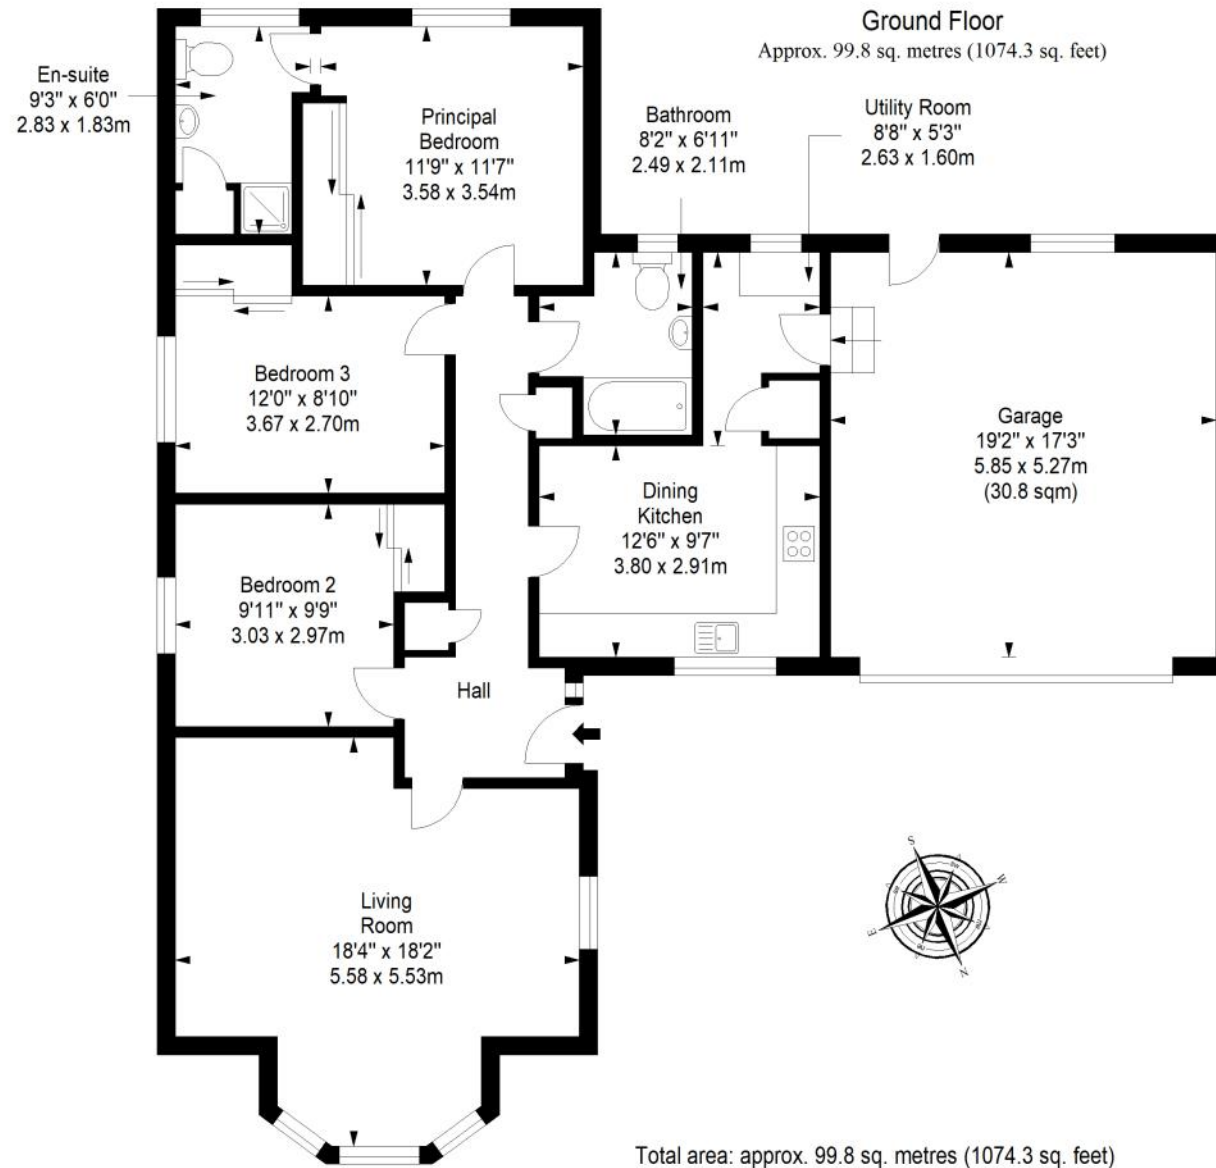 Ground Floor
Approx. 99.8 sq. metres (1074.3 sq. feet)
En-suite
9'3" x 6'0"
2.83 x 1.83m
Principal
Bedroom
11'9" x 11'7"
3.58 x 3.54m
Bathroom
8'2" x 6'11"
2.49 x 2.11m
Utility Room
8'8" x 5'3"
2.63 x 1.60m
Bedroom 3
12'0" x 8'10"
3.67 x 2.70m
Garage
19'2" x 17'3"
5.85 x 5.27m
(30.8 sqm)
Dining
Kitchen
12'6" x 9'7"
3.80 x 2.91m
Bedroom 2
9'11" x 9'9"
3.03 x 2.97m
Hall
Living
Room
18'4" x 18'2"
5.58 x 5.53m
S
W
E
N
Total area: approx. 99.8 sq. metres (1074.3 sq. feet)